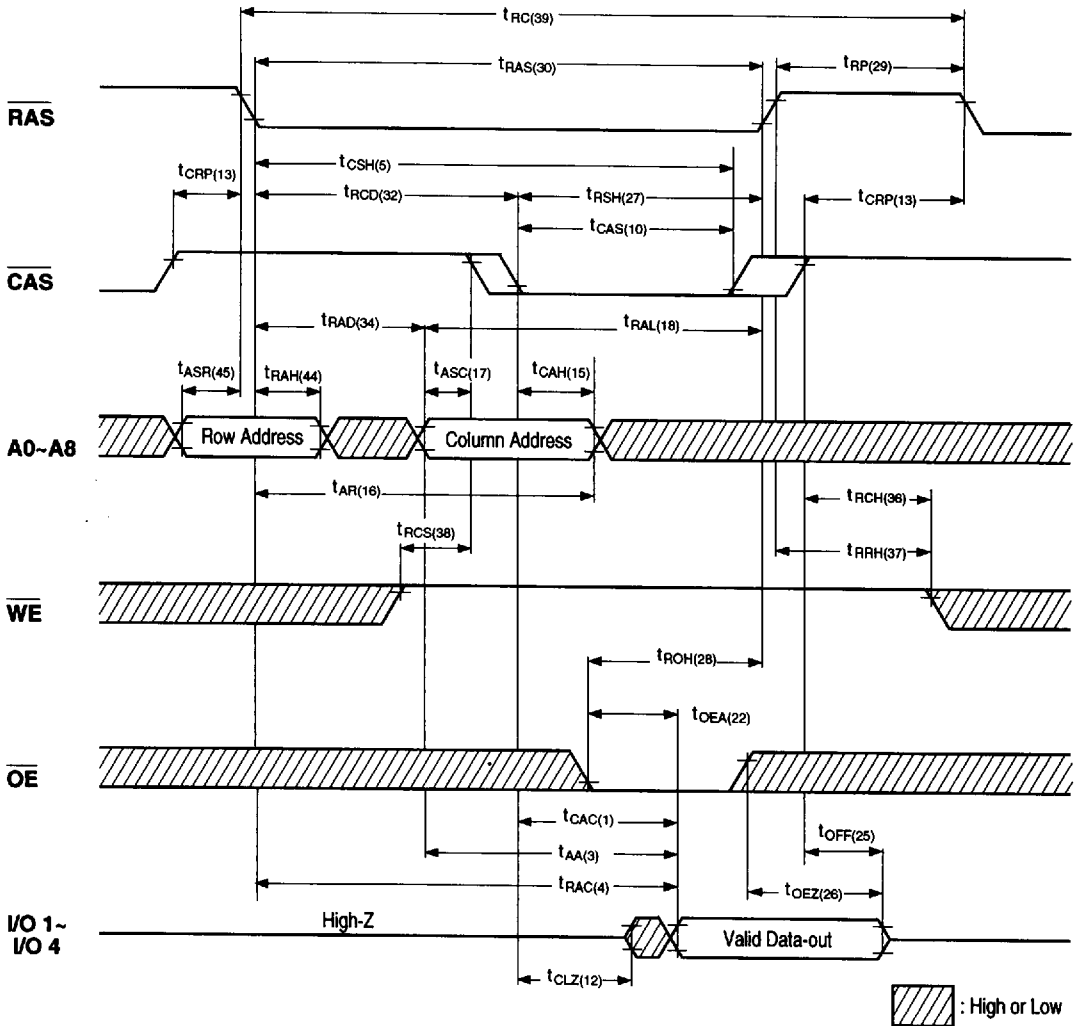 tRC(39)
tRAS(30)
tRP(29)
RAS
tCSH(5)
tCRP(13)
tRCD(32)
tRSH(27)
tCRP(13)
tCAS(10)
CAS
tRAD(34)
tRAL(18)
tASR(45)
tRAH(44)
tASC(17)
tCAH(15)
A0~A8
Row Address
Column Address
tAR(16)
tRCH(36)
tRCS(38)
tRRH(37)
WE
tROH(28)
tOEA(22)
OE
tCAC(1)
tOFF(25)
tAA(3)
tRAC(4)
tOEZ(26)
I/O 1~
I/O 4
High-Z
Valid Data-out
tCLZ(12)
: High or Low